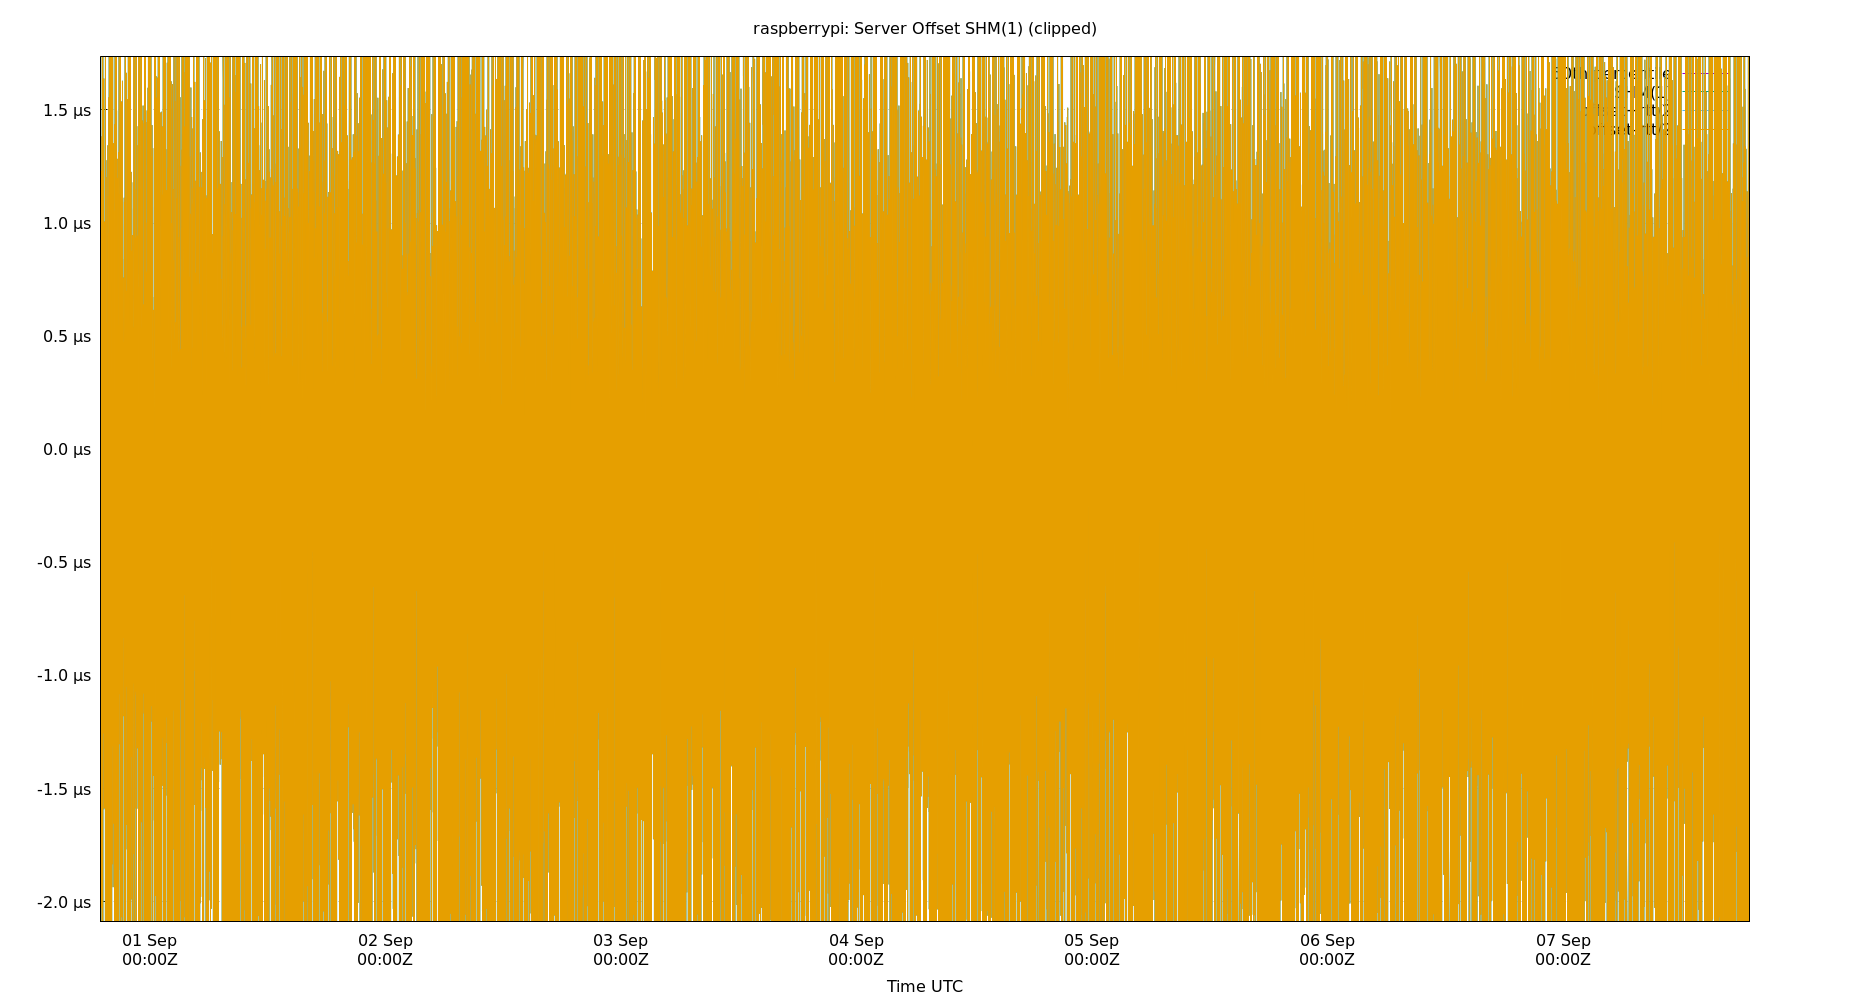 raspberrypi: Server Offset SHM(1) (clipped)
1.5 µs
1.0 µs
0.5 µs
0.0 µs
-0.5 µs
-1.0 µs
-1.5 µs
-2.0 µs
01 Sep 02 Sep 03 Sep 04 Sep 05 Sep 06 Sep 07 Sep
00:00Z 00:00Z 00:00Z 00:00Z 00:00Z 00:00Z 00:00Z
Time UTC